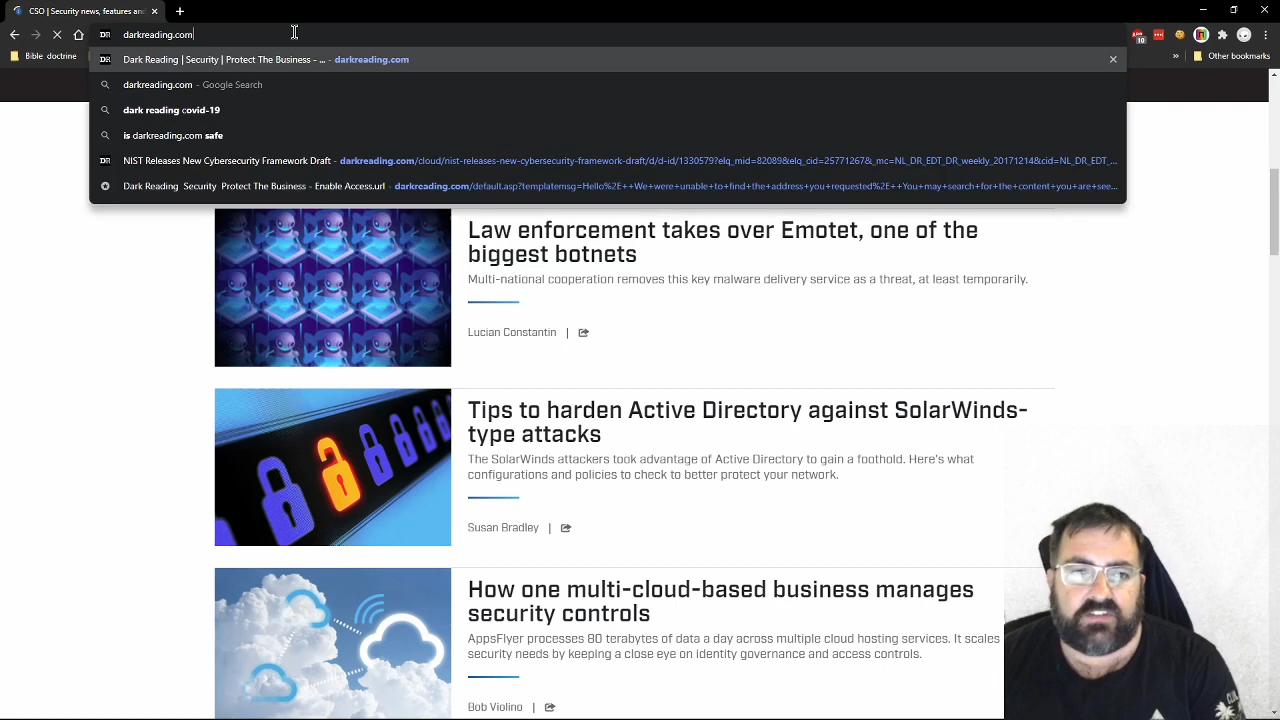 CSO
darkreading.com
10
Dark Reading | Security | Protect The Business - ... - darkreading.com
darkreading.com - Google Search
dark reading covid-19
is darkreading.com safe
NIST Releases New Cybersecurity Framework Draft - darkreading.com/cloud/nist-releases-new-cybersecurity-framework-draft/d/d-id/1330579?elq_mid=82089&elq_cid=25771267&_mc=NL_DR_EDT_DR_weekly_20171214&cid=NL_DR_EDT_...
Dark Reading Security Protect The Business - Enable Access.url - darkreading.com/default.asp?templatemsg=Hello%2E++We+were+unable+to+find+the+address+you+requested%2E++You+may+search+for+the+content+you+are+see...
Other bookmarks
Law enforcement takes over Emotet, one of the
biggest botnets
Multi-national cooperation removes this key malware delivery service as a threat, at least temporarily.
Lucian Constantin |
Tips to harden Active Directory against SolarWinds-
type attacks
The SolarWinds attackers took advantage of Active Directory to gain a foothold. Here's what
configurations and policies to check to better protect your network.
Susan Bradley |
How one multi-cloud-based business manages
security controls
AppsFlyer processes 80 terabytes of data a day across multiple cloud hosting services. It scales
security needs by keeping a close eye on identity governance and access controls.
Bob Violino |